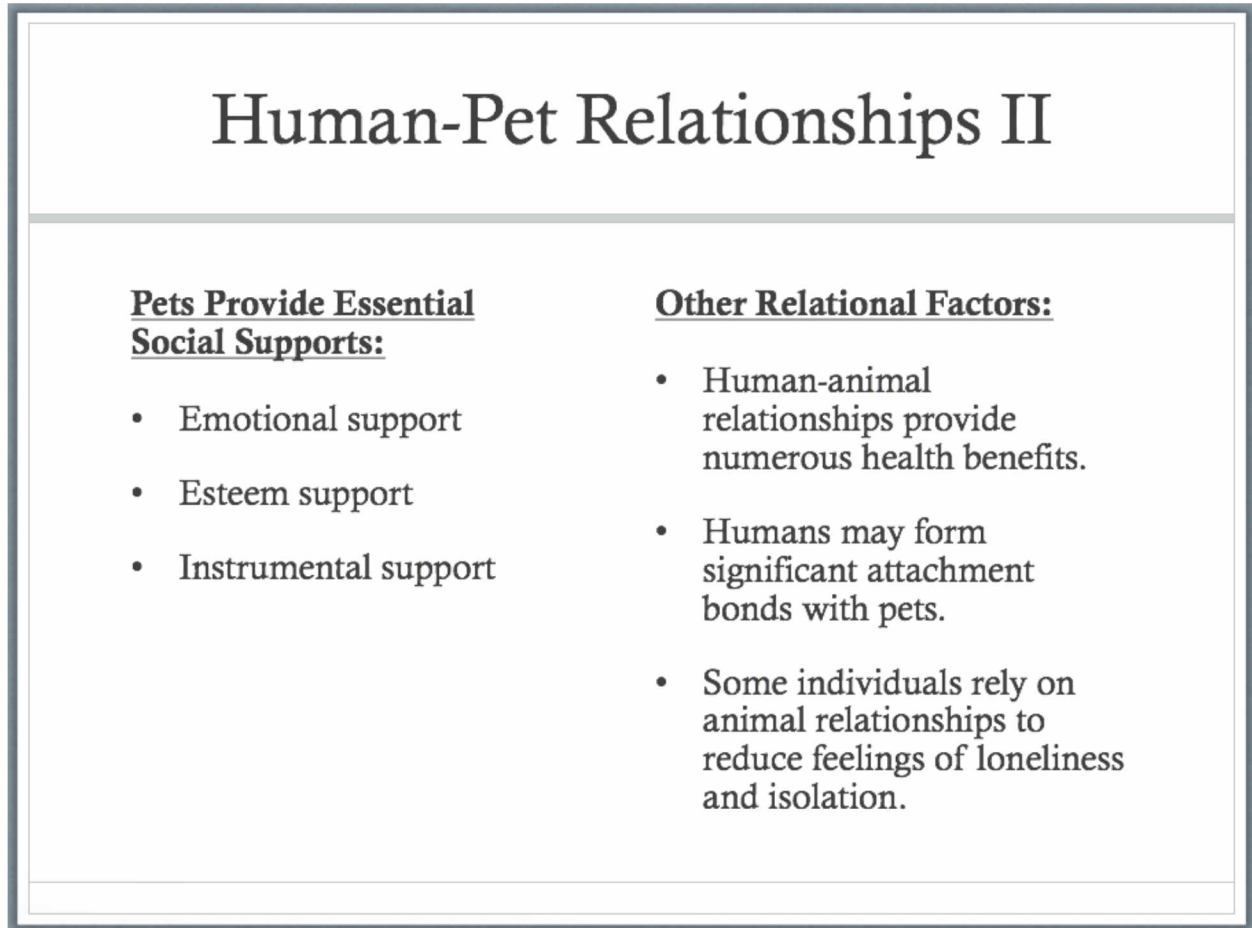 Human-Pet Relationships II
Pets Provide Essential
Social Supports:
• Emotional support
• Esteem support
• Instrumental support
Other Relational Factors:
• Human-animal
relationships provide
numerous health benefits.
• Humans may form
significant attachment
bonds with pets.
• Some individuals rely on
animal relationships to
reduce feelings of loneliness
and isolation.